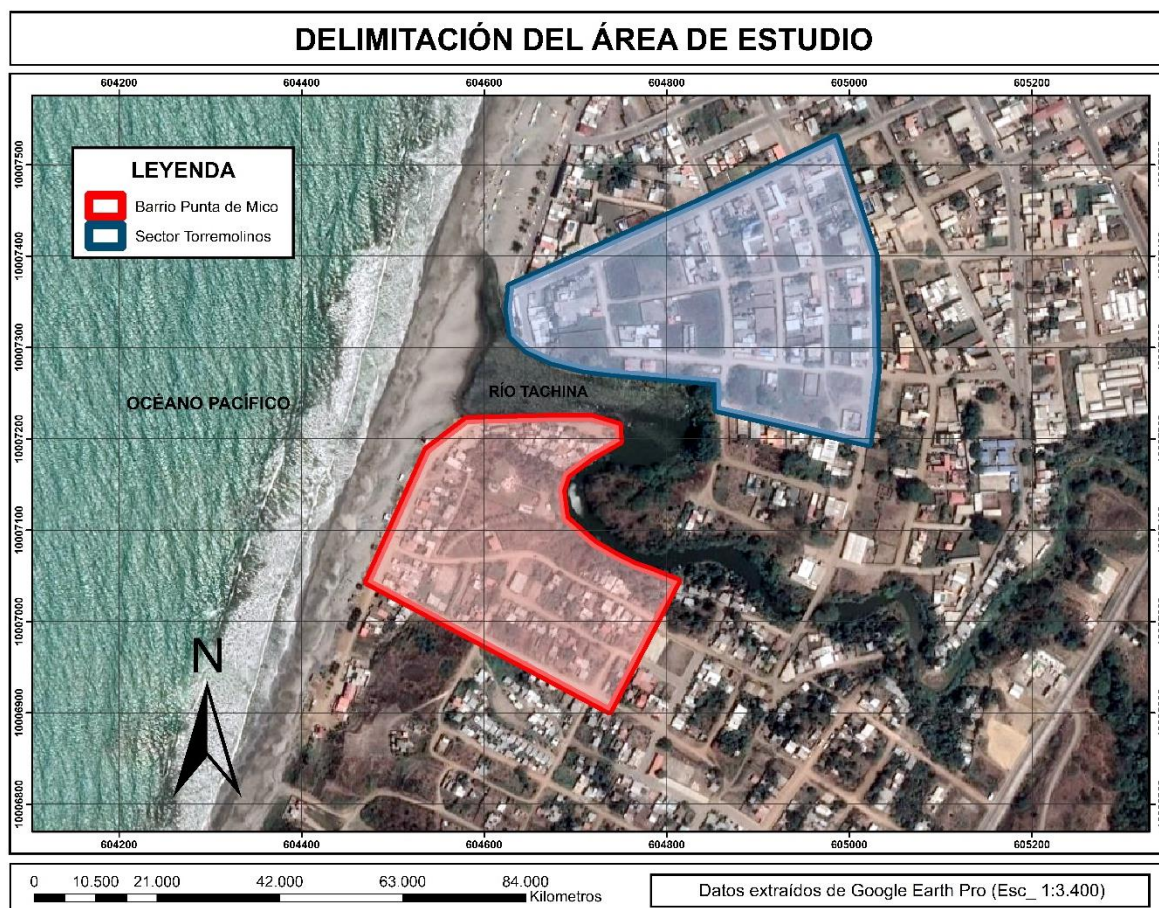 DELIMITACIÓN DEL ÁREA DE ESTUDIO
604200 604400 604600 604800 605000 605200
LEYENDA
Barrio Punta de Mico
Sector Torremolinos
10007500
10007400
10007300
10007200
10007100
10007000
10006900
10006800
OCÉANO PACÍFICO
RÍO TACHINA
N
604200 604400 604600 604800 605000 605200
0 10.500 21.000 42.000 63.000 84.000
Kilometros
Datos extraídos de Google Earth Pro (Esc_ 1:3.400)